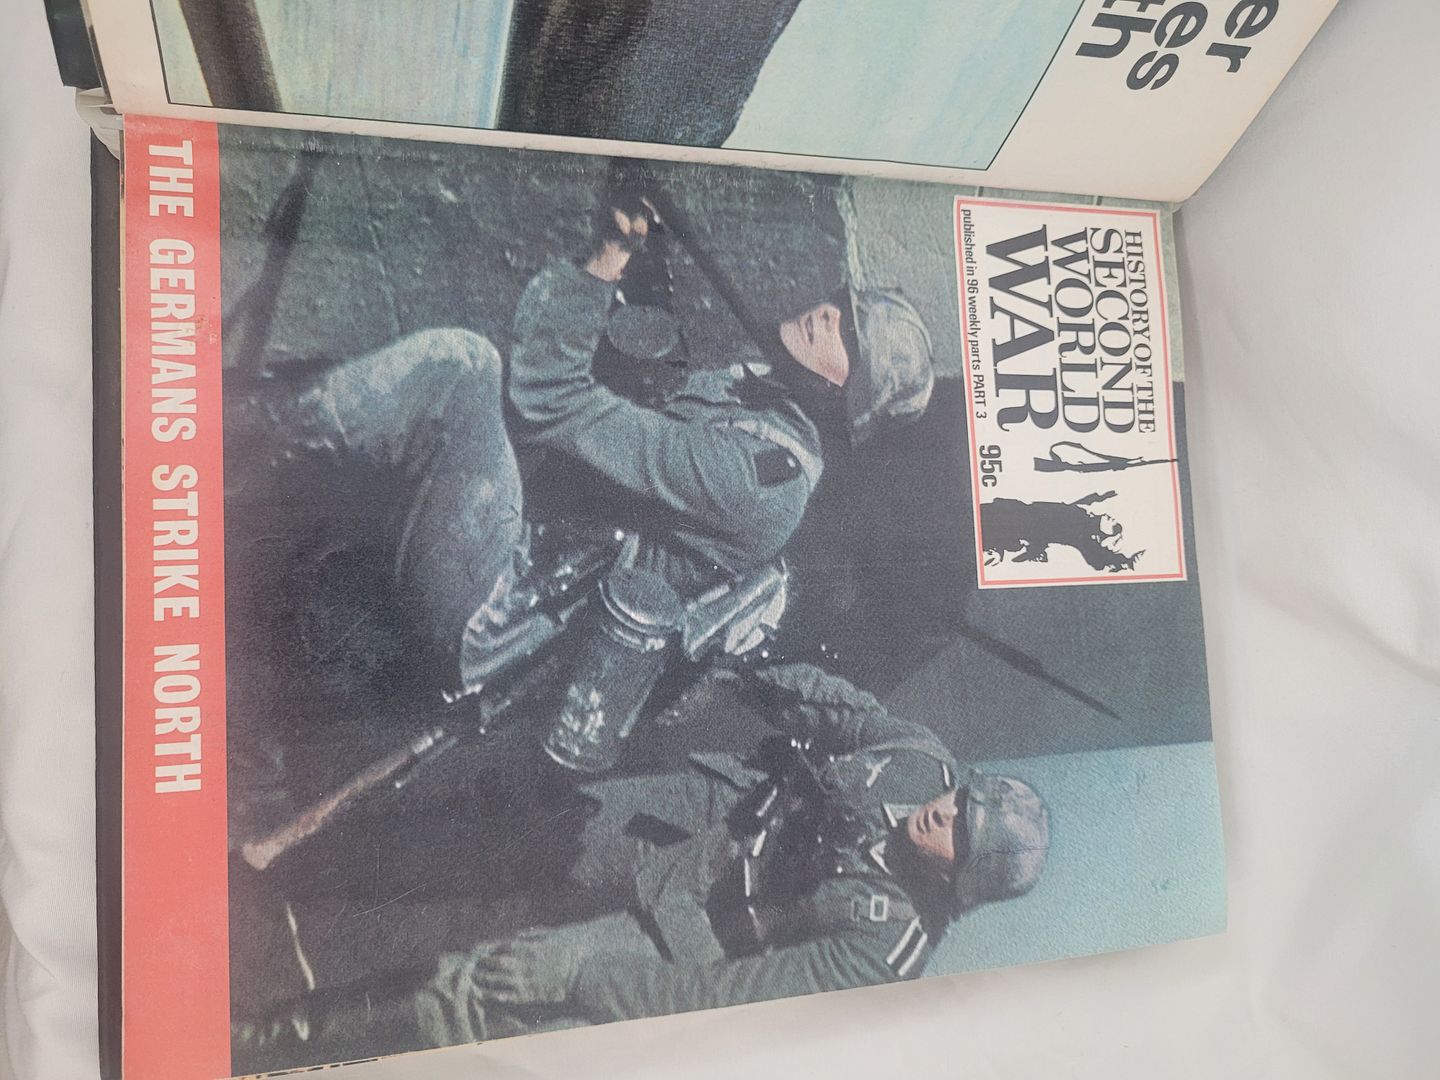 HISTORY OF THE
SECOND
WORLD
WAR
published in 96 weekly parts PART 3 95c
THE GERMANS STRIKE NORTH